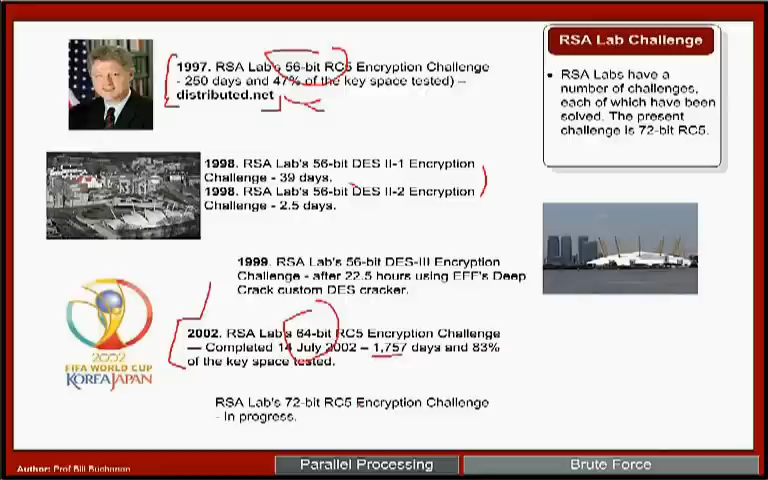 1997. RSA Lab's 56-bit RC5 Encryption Challenge
- 250 days and 47% of the key space tested) –
distributed.net
1998. RSA Lab's 56-bit DES II-1 Encryption
Challenge - 39 days.
1998. RSA Lab's 56-bit DES II-2 Encryption
Challenge - 2.5 days.
1999. RSA Lab's 56-bit DES-III Encryption
Challenge - after 22.5 hours using EFF's Deep
Crack custom DES cracker.
2002. RSA Lab's 64-bit RC5 Encryption Challenge
— Completed 14 July 2002 – 1,757 days and 83%
of the key space tested.
2002
FIFA WORLD CUP
KOREAJAPAN
RSA Lab's 72-bit RC5 Encryption Challenge
- In progress.
RSA Lab Challenge
• RSA Labs have a
number of challenges,
each of which have been
solved. The present
challenge is 72-bit RC5.
Author: Prof Bill Buchanan
Parallel Processing
Brute Force